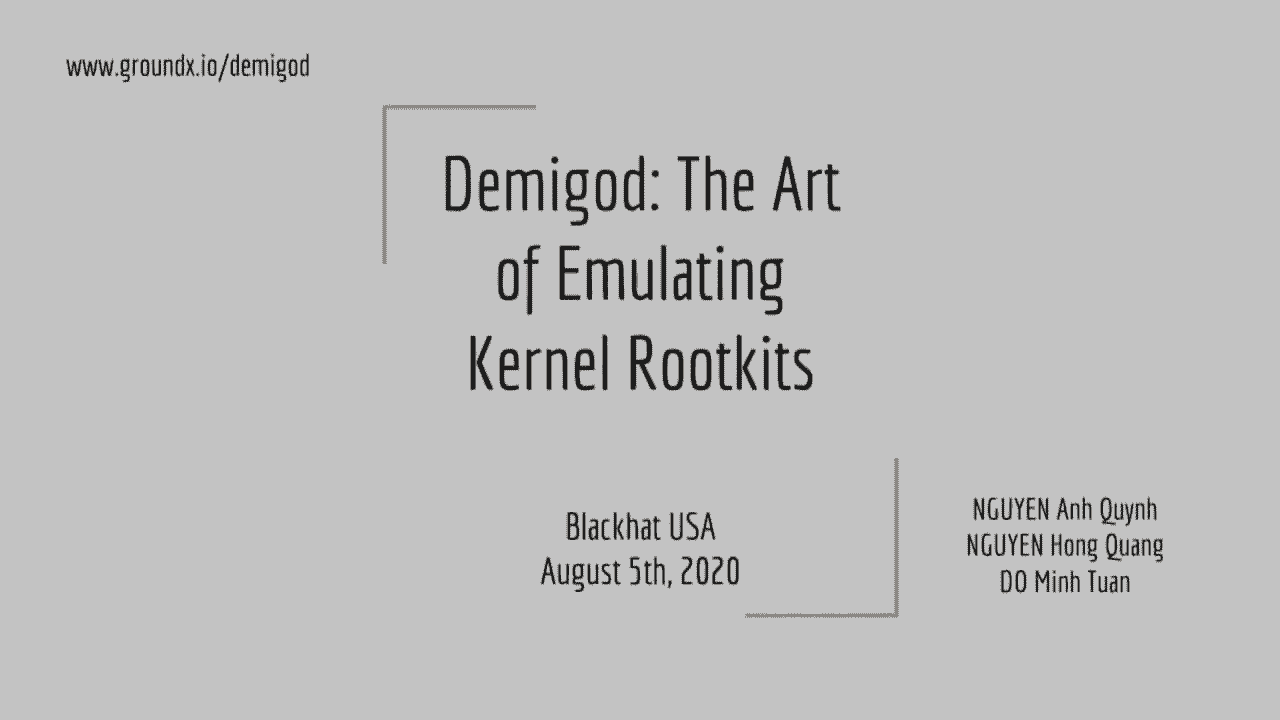 www.groundx.io/demigod
Demigod: The Art
of Emulating
Kernel Rootkits
Blackhat USA
August 5th, 2020
NGUYEN Anh Quynh
NGUYEN Hong Quang
DO Minh Tuan